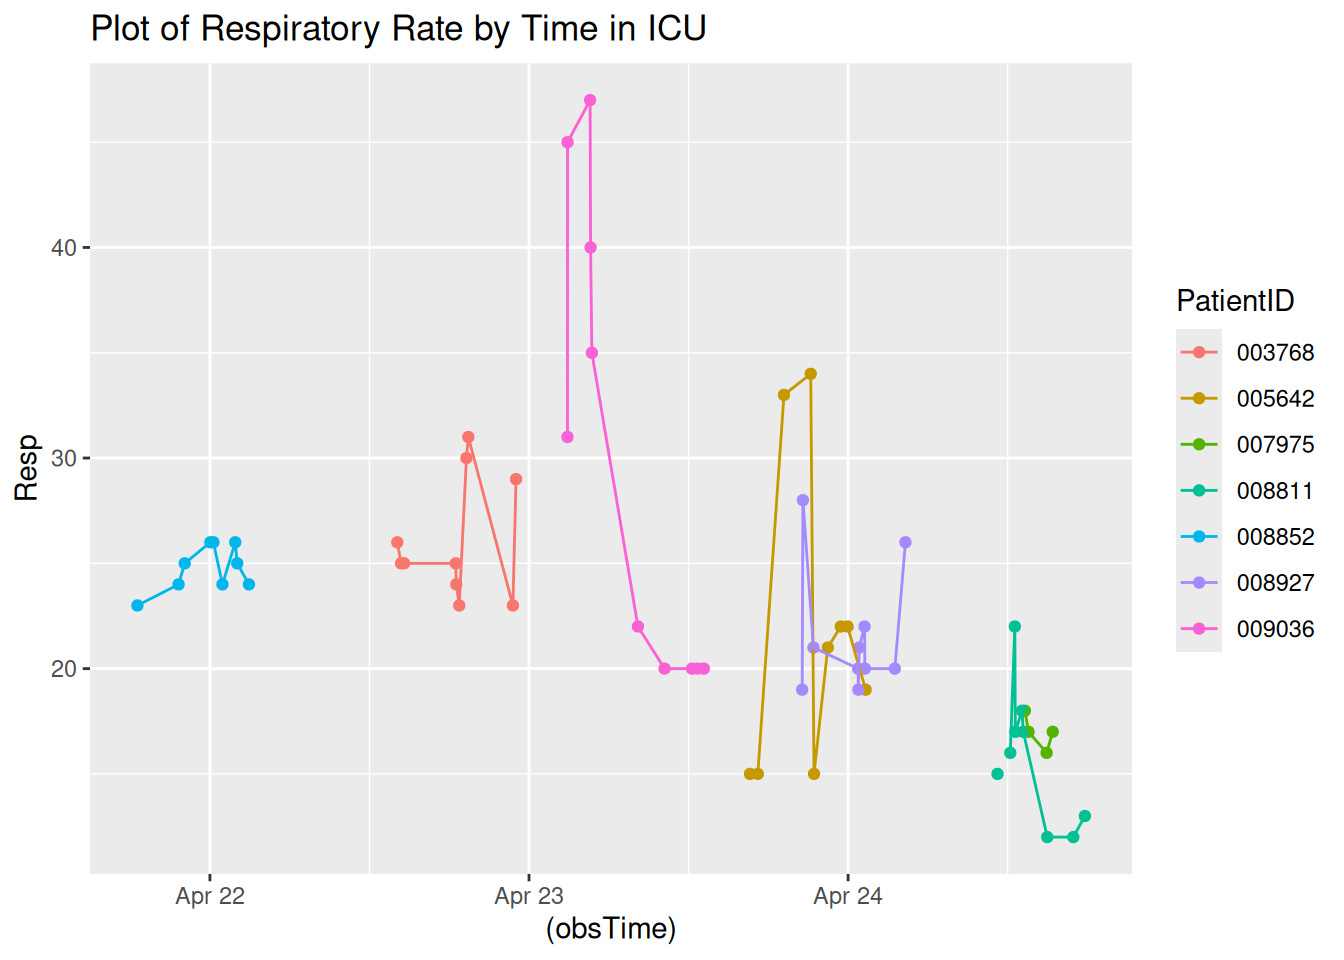 Plot of Respiratory Rate by Time in ICU
40
30
20
Resp
Apr 22
Apr 23
Apr 24
(obsTime)
PatientID
003768
005642
007975
008811
008852
008927
009036